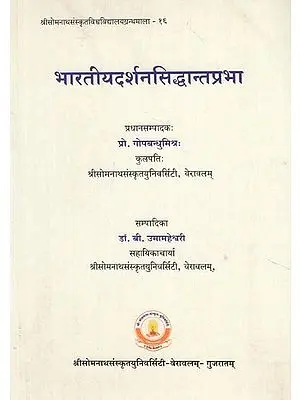 श्रीसोमनाथसंस्कृतविश्वविद्यालयग्रन्थमाला - १६
भारतीयदर्शनसिद्धान्तप्रभा
प्रधानसम्पादकः
प्रो. गोपबन्धुमिश्रः
कुलपतिः
श्रीसोमनाथसंस्कृतयुनिवर्सिटी, वेरावलम्
सम्पादिका
डां. बी. उमामहेश्वरी
सहायिकाचार्या
श्रीसोमनाथसंस्कृतयुनिवर्सिटी, वेरावलम्,
श्रीसोमनाथसंस्कृतयुनिवर्सिटी-वेरावलम्- गुजरातम्